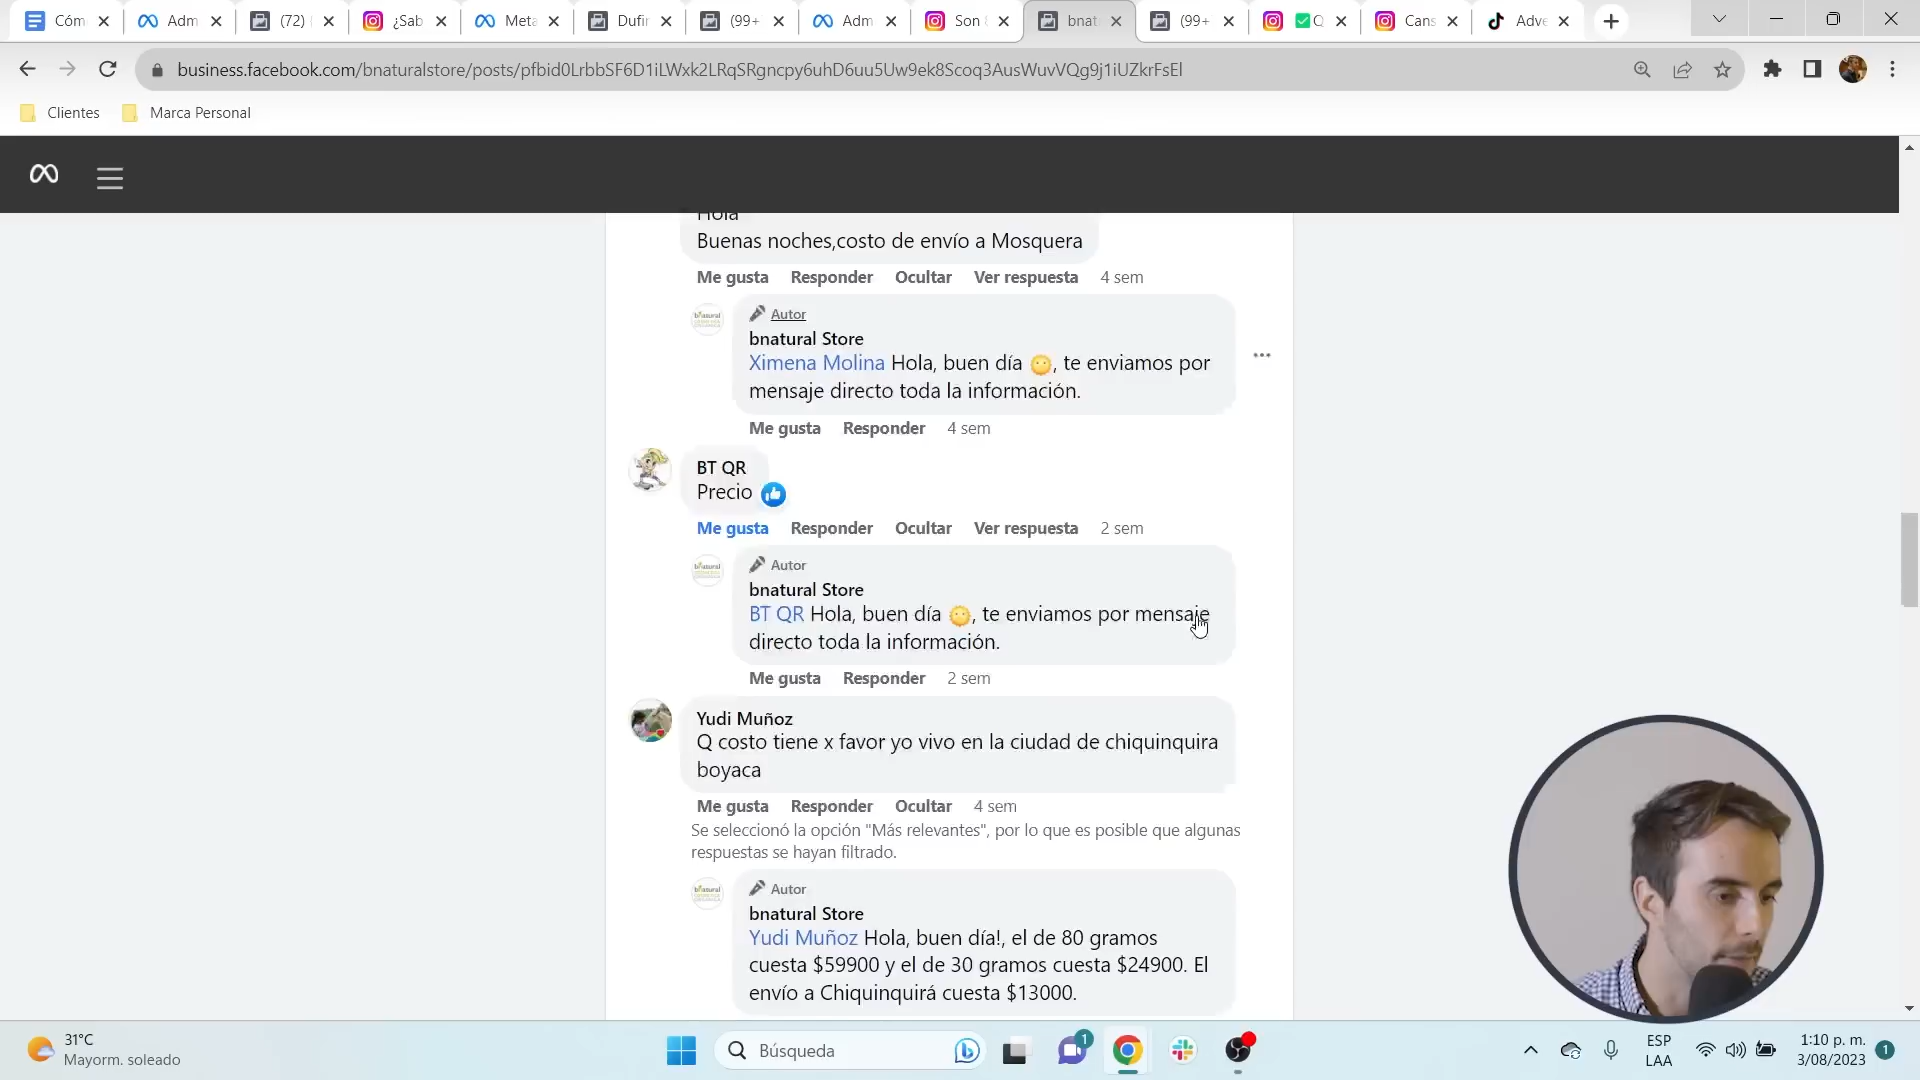 Cóm
Adm
(72)
¿Sab
Meta
Dufir
(99+
Adm
Son
bnat
(99+
Q
Cans
Adve
business.facebook.com/bnaturalstore/posts/pfbid0LrbbSF6D1iLWxk2LRqSRgncpy6uhD6uu5Uw9ek8Scoq3AusWuvVQg9j1iUZkrFsEl
Clientes
Marca Personal
Hola
Buenas noches,costo de envío a Mosquera
Me gusta Responder Ocultar Ver respuesta 4 sem
Autor
bnatural Store
Ximena Molina Hola, buen día 😶, te enviamos por
mensaje directo toda la información.
Me gusta Responder 4 sem
BT QR
Precio
Me gusta Responder Ocultar Ver respuesta 2 sem
Autor
bnatural Store
BT QR Hola, buen día 😶, te enviamos por mensaje
directo toda la información.
Me gusta Responder 2 sem
Yudi Muñoz
Q costo tiene x favor yo vivo en la ciudad de chiquinquira
boyaca
Me gusta Responder Ocultar 4 sem
Se seleccionó la opción "Más relevantes", por lo que es posible que algunas
respuestas se hayan filtrado.
Autor
bnatural Store
Yudi Muñoz Hola, buen día!, el de 80 gramos
cuesta $59900 y el de 30 gramos cuesta $24900. El
envío a Chiquinquirá cuesta $13000.
31°C
Mayorm. soleado
Búsqueda
1
ESP
LAA
1:10 p. m.
3/08/2023
1